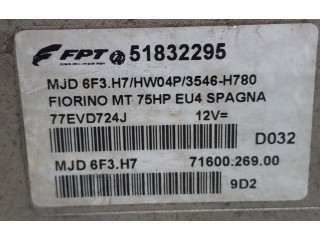 FPT 51832295
MJD 6F3.H7/HW04P/3546-H780
FIORINO MT 75HP EU4 SPAGNA
77EVD724J 12V=
D032
MJD 6F3.H7 71600.269.00
9D2